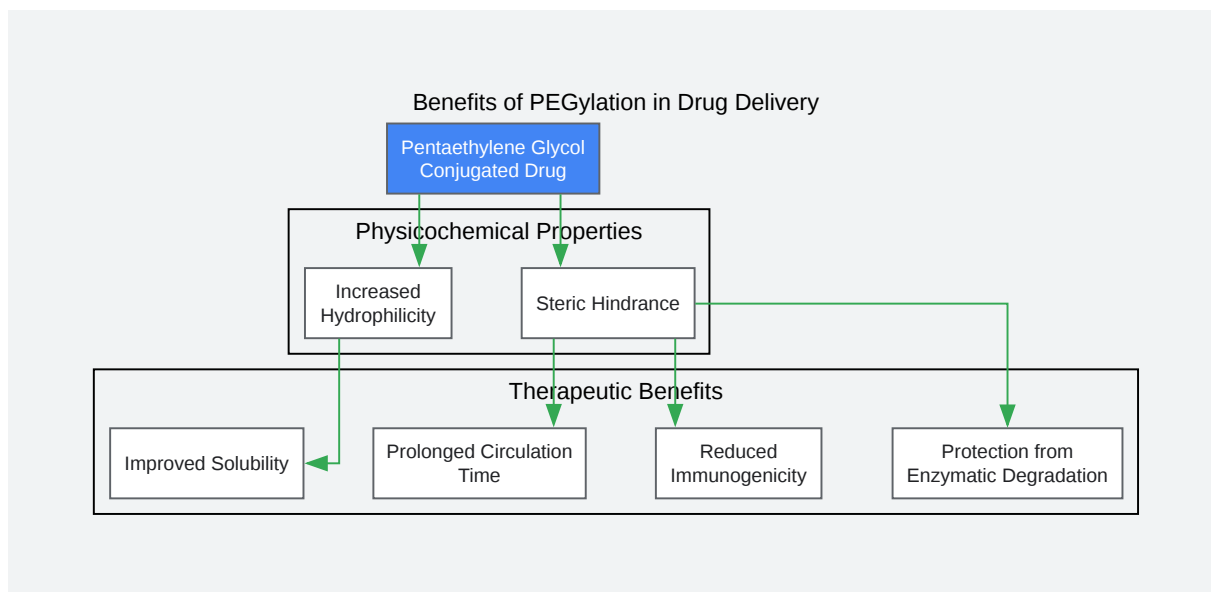 Benefits of PEGylation in Drug Delivery
Pentaethylene Glycol
Conjugated Drug
Physicochemical Properties
Increased
Hydrophilicity
Steric Hindrance
Therapeutic Benefits
Improved Solubility
Prolonged Circulation
Time
Reduced
Immunogenicity
Protection from
Enzymatic Degradation